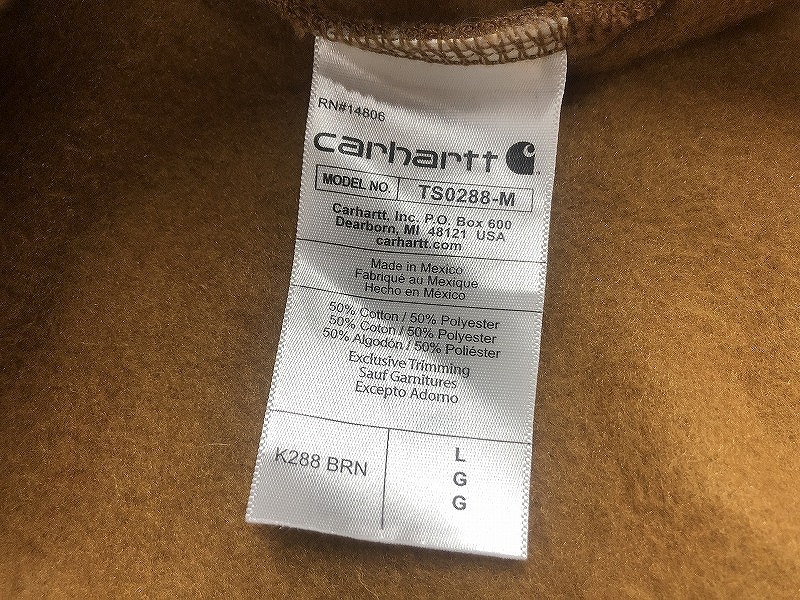 RN#14806
carhartt
MODEL NO. TS0288-M
Carhartt, Inc. P.O. Box 600
Dearborn, MI 48121 USA
carhartt.com
Made in Mexico
Fabriqué au Mexique
Hecho en México
50% Cotton / 50% Polyester
50% Coton / 50% Polyester
50% Algodón / 50% Poliéster
Exclusive Trimming
Sauf Garnitures
Excepto Adorno
K288 BRN
L
G
G